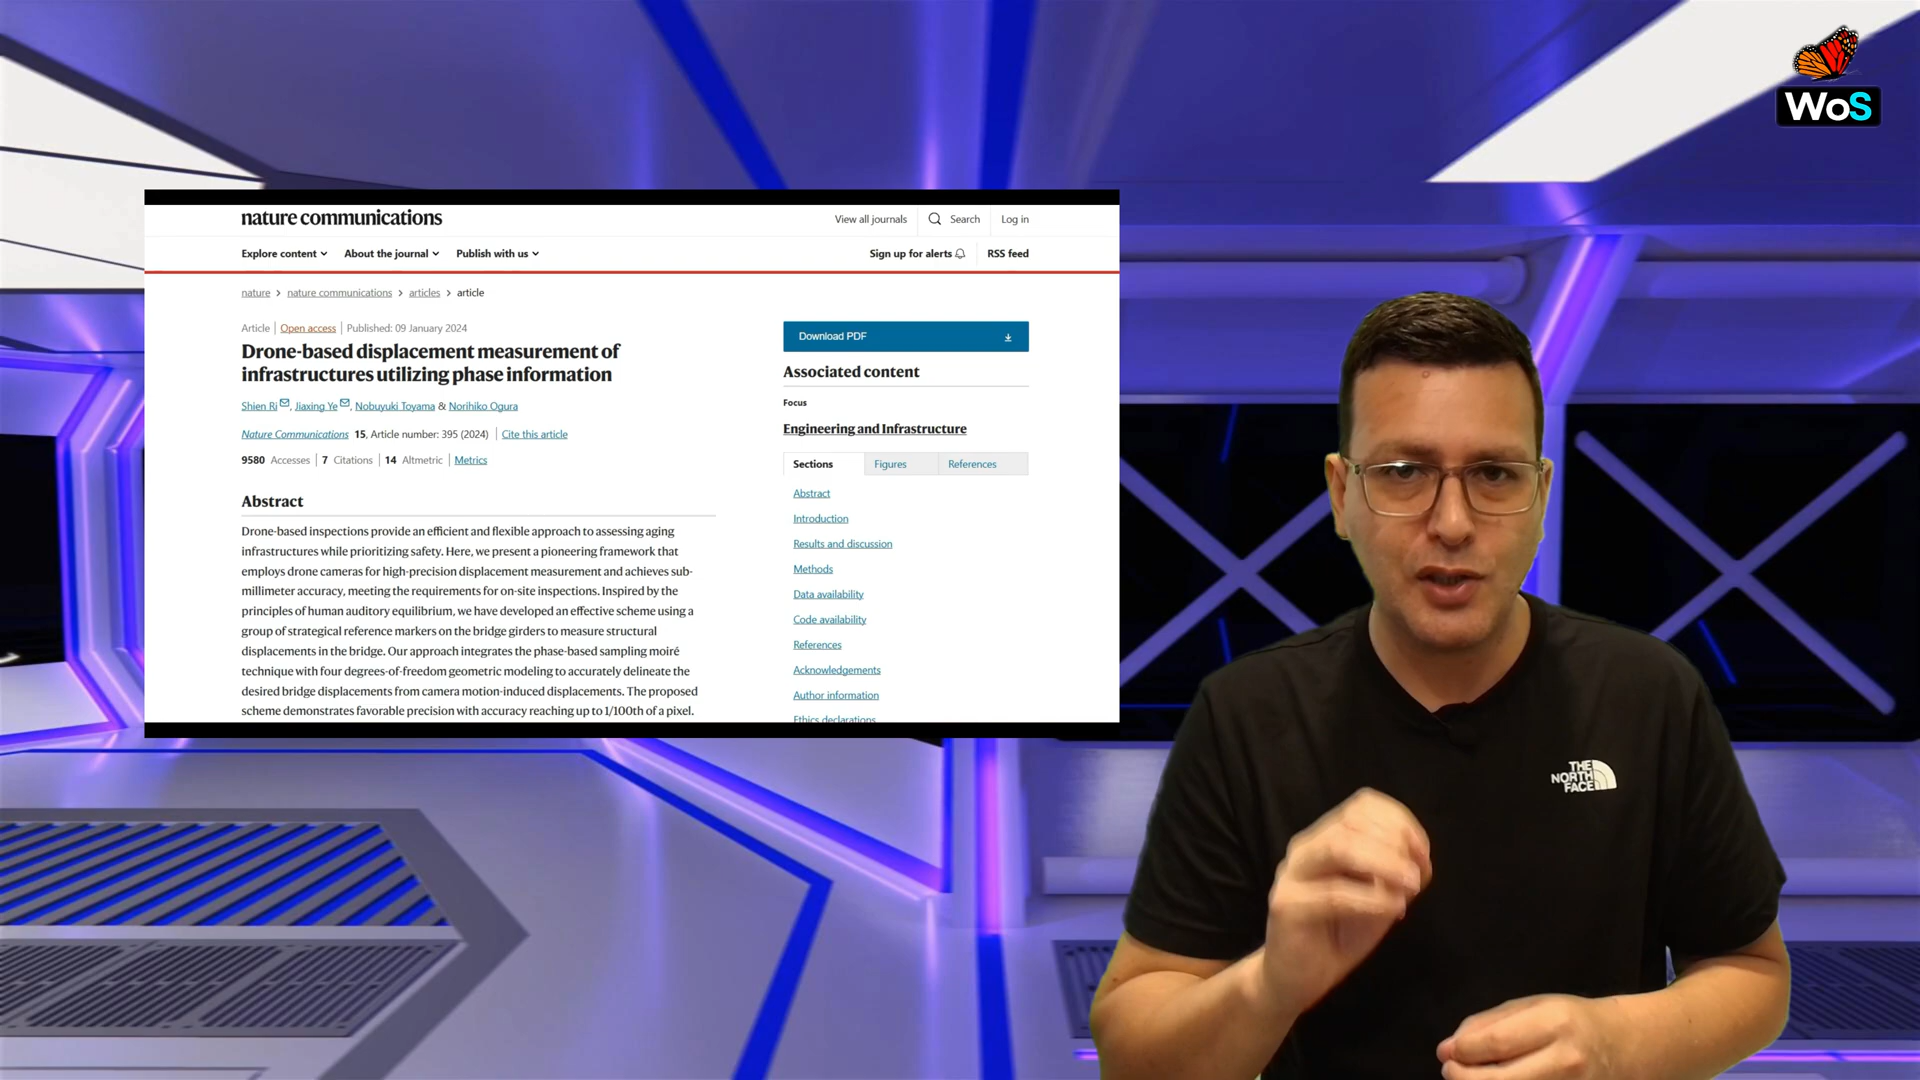 WoS
nature communications
View all journals
Search
Log in
Explore content
About the journal
Publish with us
Sign up for alerts
RSS feed
nature > nature communications > articles > article
Article | Open access | Published: 09 January 2024
Drone-based displacement measurement of
infrastructures utilizing phase information
Shien Ri, Jiaxing Ye, Nobuyuki Toyama & Norihiko Ogura
Nature Communications 15, Article number: 395 (2024) | Cite this article
9580 Accesses | 7 Citations | 14 Altmetric | Metrics
Abstract
Drone-based inspections provide an efficient and flexible approach to assessing aging
infrastructures while prioritizing safety. Here, we present a pioneering framework that
employs drone cameras for high-precision displacement measurement and achieves sub-
millimeter accuracy, meeting the requirements for on-site inspections. Inspired by the
principles of human auditory equilibrium, we have developed an effective scheme using a
group of strategical reference markers on the bridge girders to measure structural
displacements in the bridge. Our approach integrates the phase-based sampling moiré
technique with four degrees-of-freedom geometric modeling to accurately delineate the
desired bridge displacements from camera motion-induced displacements. The proposed
scheme demonstrates favorable precision with accuracy reaching up to 1/100th of a pixel.
Download PDF
Associated content
Focus
Engineering and Infrastructure
Sections
Figures
References
Abstract
Introduction
Results and discussion
Methods
Data availability
Code availability
References
Acknowledgements
Author information
Ethics declarations
THE
NORTH
FACE